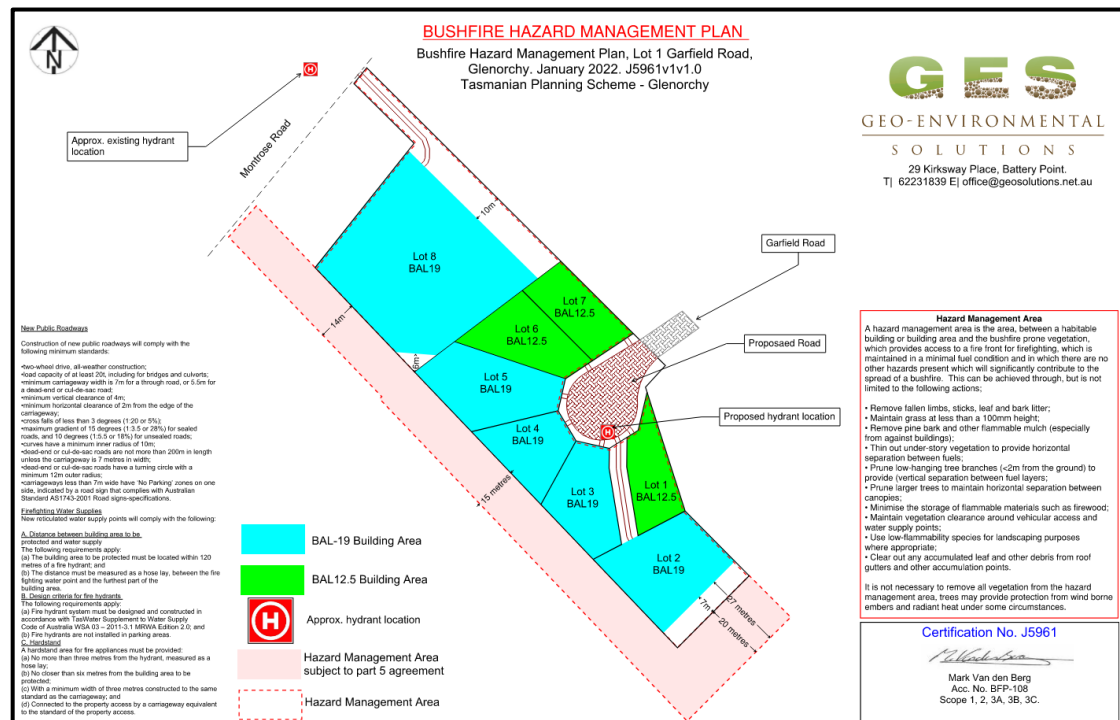 BUSHFIRE HAZARD MANAGEMENT PLAN
Bushfire Hazard Management Plan, Lot 1 Garfield Road,
Glenorchy. January 2022. J5961v1v1.0
Tasmanian Planning Scheme - Glenorchy
N
GES
GEO-ENVIRONMENTAL
SOLUTIONS
29 Kirksway Place, Battery Point.
T| 62231839 E| office@geosolutions.net.au
H
Approx. existing hydrant
location
Montrose Road
10m
Garfield Road
Lot 8
BAL19
Lot 7
BAL12.5
Lot 6
BAL12.5
14m
6m
Proposaed Road
Lot 5
BAL19
Proposed hydrant location
H
Lot 4
BAL19
15 metres
Lot 3
BAL19
Lot 1
BAL12.5
Lot 2
BAL19
7m
27 metres
20 metres
New Public Roadways
Construction of new public roadways will comply with the
following minimum standards:
•two-wheel drive, all-weather construction;
•load capacity of at least 20t, including for bridges and culverts;
•minimum carriageway width is 7m for a through road, or 5.5m for
a dead-end or cul-de-sac road;
•minimum vertical clearance of 4m;
•minimum horizontal clearance of 2m from the edge of the
carriageway;
•cross falls of less than 3 degrees (1:20 or 5%);
•maximum gradient of 15 degrees (1:3.5 or 28%) for sealed
roads, and 10 degrees (1:5.5 or 18%) for unsealed roads;
•curves have a minimum inner radius of 10m;
•dead-end or cul-de-sac roads are not more than 200m in length
unless the carriageway is 7 metres in width;
•dead-end or cul-de-sac roads have a turning circle with a
minimum 12m outer radius;
•carriageways less than 7m wide have 'No Parking' zones on one
side, indicated by a road sign that complies with Australian
Standard AS1743-2001 Road signs-specifications.
Firefighting Water Supplies
New reticulated water supply points will comply with the following:
A. Distance between building area to be
protected and water supply
The following requirements apply:
(a) The building area to be protected must be located within 120
metres of a fire hydrant; and
(b) The distance must be measured as a hose lay, between the fire
fighting water point and the furthest part of the
building area.
B. Design criteria for fire hydrants
The following requirements apply:
(a) Fire hydrant system must be designed and constructed in
accordance with TasWater Supplement to Water Supply
Code of Australia WSA 03 – 2011-3.1 MRWA Edition 2.0; and
(b) Fire hydrants are not installed in parking areas.
C. Hardstand
A hardstand area for fire appliances must be provided:
(a) No more than three metres from the hydrant, measured as a
hose lay;
(b) No closer than six metres from the building area to be
protected;
(c) With a minimum width of three metres constructed to the same
standard as the carriageway; and
(d) Connected to the property access by a carriageway equivalent
to the standard of the property access.
BAL-19 Building Area
BAL12.5 Building Area
H
Approx. hydrant location
Hazard Management Area
subject to part 5 agreement
Hazard Management Area
Hazard Management Area
A hazard management area is the area, between a habitable
building or building area and the bushfire prone vegetation,
which provides access to a fire front for firefighting, which is
maintained in a minimal fuel condition and in which there are no
other hazards present which will significantly contribute to the
spread of a bushfire. This can be achieved through, but is not
limited to the following actions;
• Remove fallen limbs, sticks, leaf and bark litter;
• Maintain grass at less than a 100mm height;
• Remove pine bark and other flammable mulch (especially
from against buildings);
• Thin out under-story vegetation to provide horizontal
separation between fuels;
• Prune low-hanging tree branches (<2m from the ground) to
provide (vertical separation between fuel layers;
• Prune larger trees to maintain horizontal separation between
canopies;
• Minimise the storage of flammable materials such as firewood;
• Maintain vegetation clearance around vehicular access and
water supply points;
• Use low-flammability species for landscaping purposes
where appropriate;
• Clear out any accumulated leaf and other debris from roof
gutters and other accumulation points.
It is not necessary to remove all vegetation from the hazard
management area, trees may provide protection from wind borne
embers and radiant heat under some circumstances.
Certification No. J5961
Mark Van den Berg
Acc. No. BFP-108
Scope 1, 2, 3A, 3B, 3C.